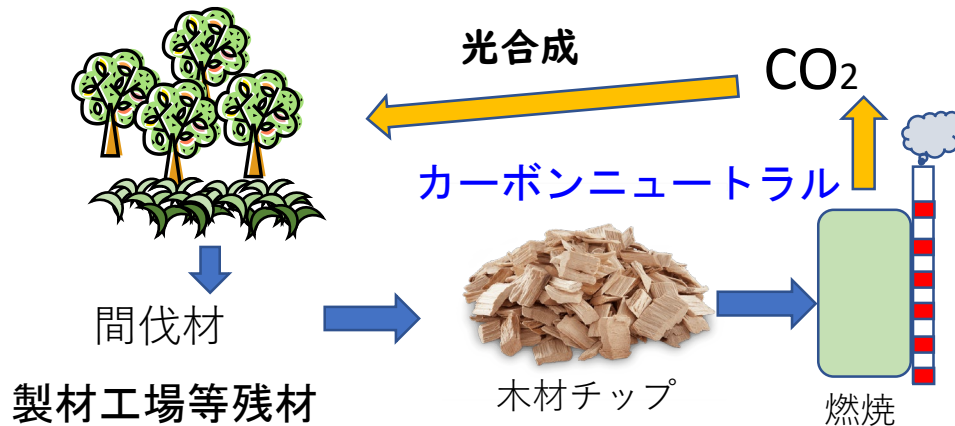 光合成
CO₂
カーボンニュートラル
間伐材
製材工場等残材
木材チップ
燃焼